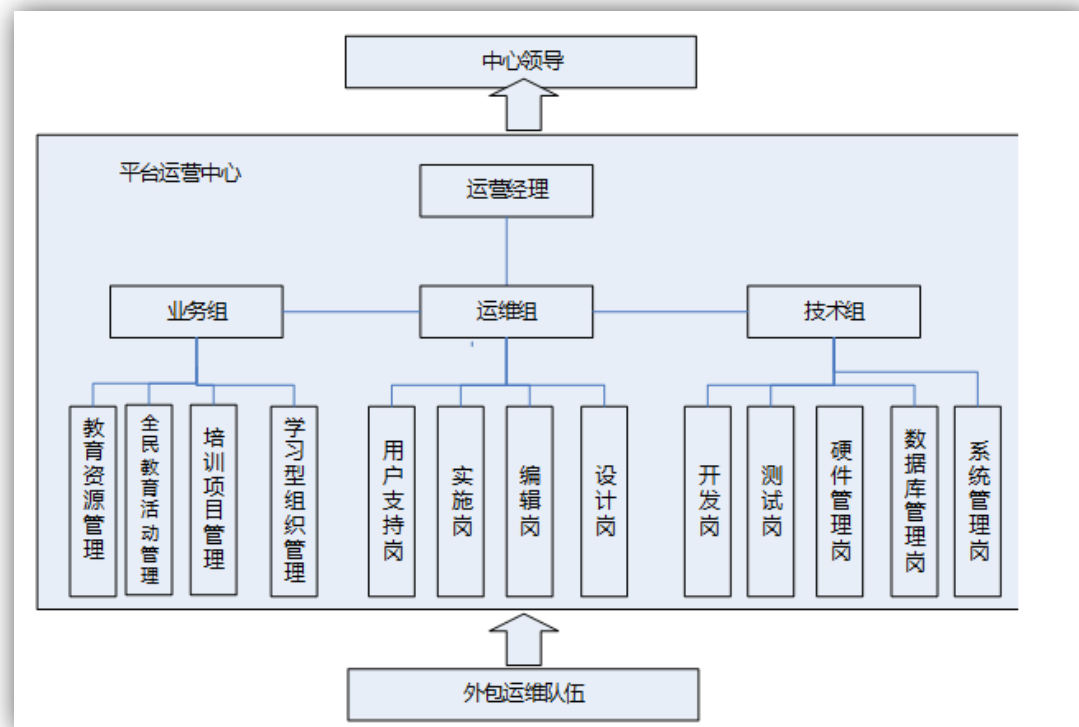 中心领导
平台运营中心
运营经理
业务组
运维组
技术组
教育资源管理
全民教育活动管理
培训项目管理
学习型组织管理
用户支持岗
实施岗
编辑岗
设计岗
开发岗
测试岗
硬件管理岗
数据库管理岗
系统管理岗
外包运维队伍